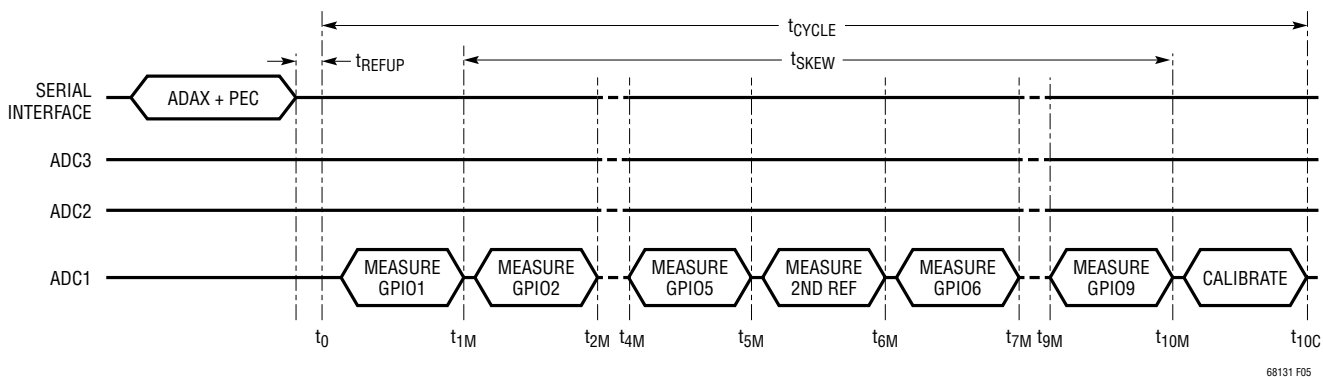 tCYCLE
tREFUP
tSKEW
SERIAL
INTERFACE
ADAX + PEC
ADC3
ADC2
ADC1
MEASURE
GPIO1
MEASURE
GPIO2
MEASURE
GPIO5
MEASURE
2ND REF
MEASURE
GPIO6
MEASURE
GPIO9
CALIBRATE
t0 t1M t2M t4M t5M t6M t7M t9M t10M t10C
68131 F05